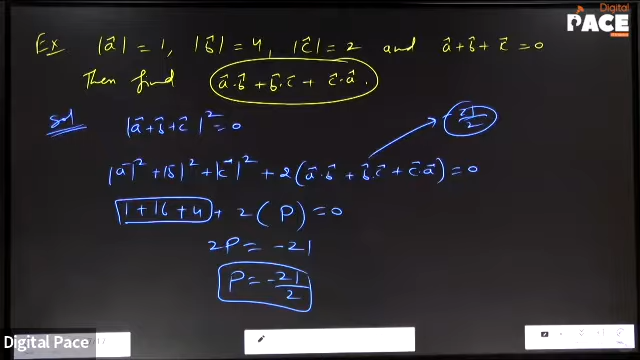 Digital
PACE
Ex |a⃗| = 1, |b⃗| = 4, |c⃗| = 2 and a⃗+b⃗+c⃗=0
Then find a⃗.b⃗ + b⃗.c⃗ + c⃗.a⃗.
Sol |a⃗+b⃗+c⃗|²=0
-21/2
|a⃗|²+|b⃗|²+|c⃗|²+2(a⃗.b⃗+b⃗.c⃗+c⃗.a⃗)=0
1+16+4+2(P)=0
2P = -21
P = -21/2
Digital Pace